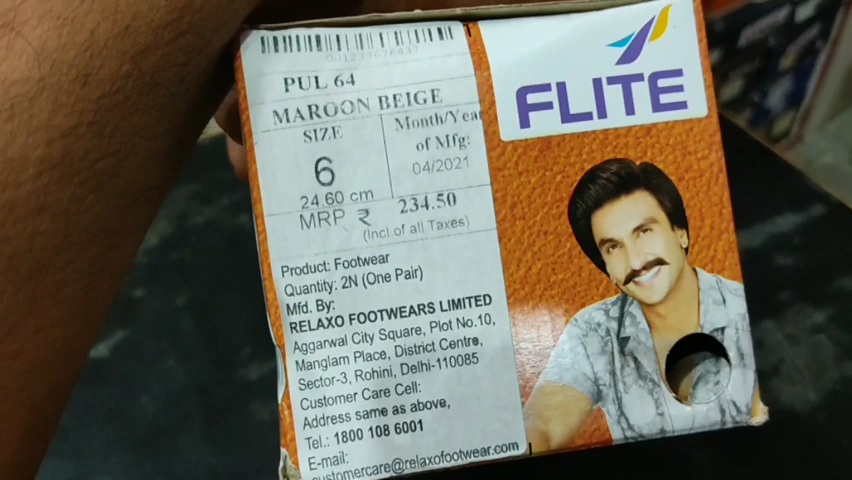 PUL 64
MAROON BEIGE
SIZE
6
24.60 cm
Month/Year
of Mfg:
04/2021
MRP ₹ 234.50
(Incl of all Taxes)
Product: Footwear
Quantity: 2N (One Pair)
Mfd. By:
RELAXO FOOTWEARS LIMITED
Aggarwal City Square, Plot No.10,
Manglam Place, District Centre,
Sector-3, Rohini, Delhi-110085
Customer Care Cell:
Address same as above,
Tel.: 1800 108 6001
E-mail:
customercare@relaxofootwear.com
FLITE